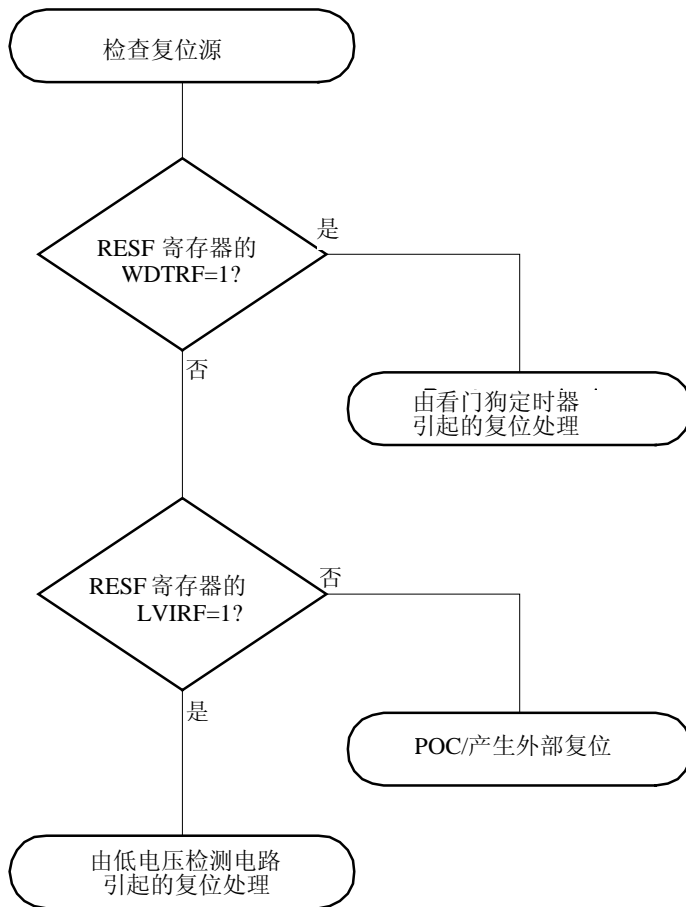 检查复位源
RESF 寄存器的
WDTRF=1?
是
否
由看门狗定时器
引起的复位处理
RESF 寄存器的
LVIRF=1?
否
是
POC/产生外部复位
由低电压检测电路
引起的复位处理